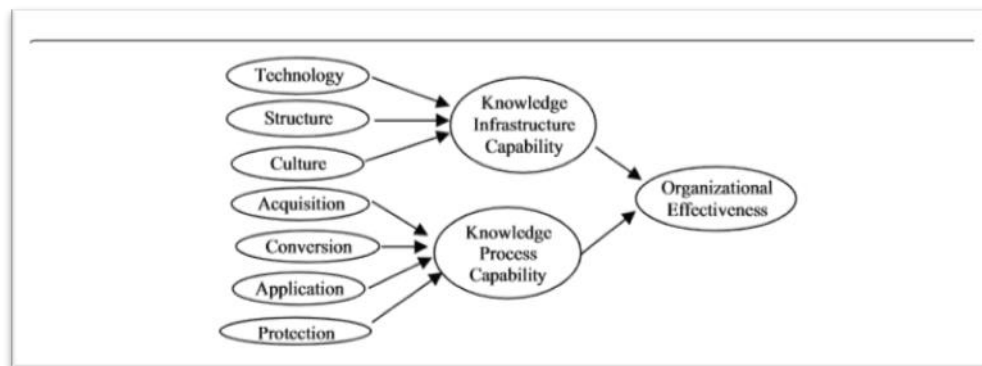 Technology
Structure
Culture
Acquisition
Conversion
Application
Protection
Knowledge
Infrastructure
Capability
Knowledge
Process
Capability
Organizational
Effectiveness